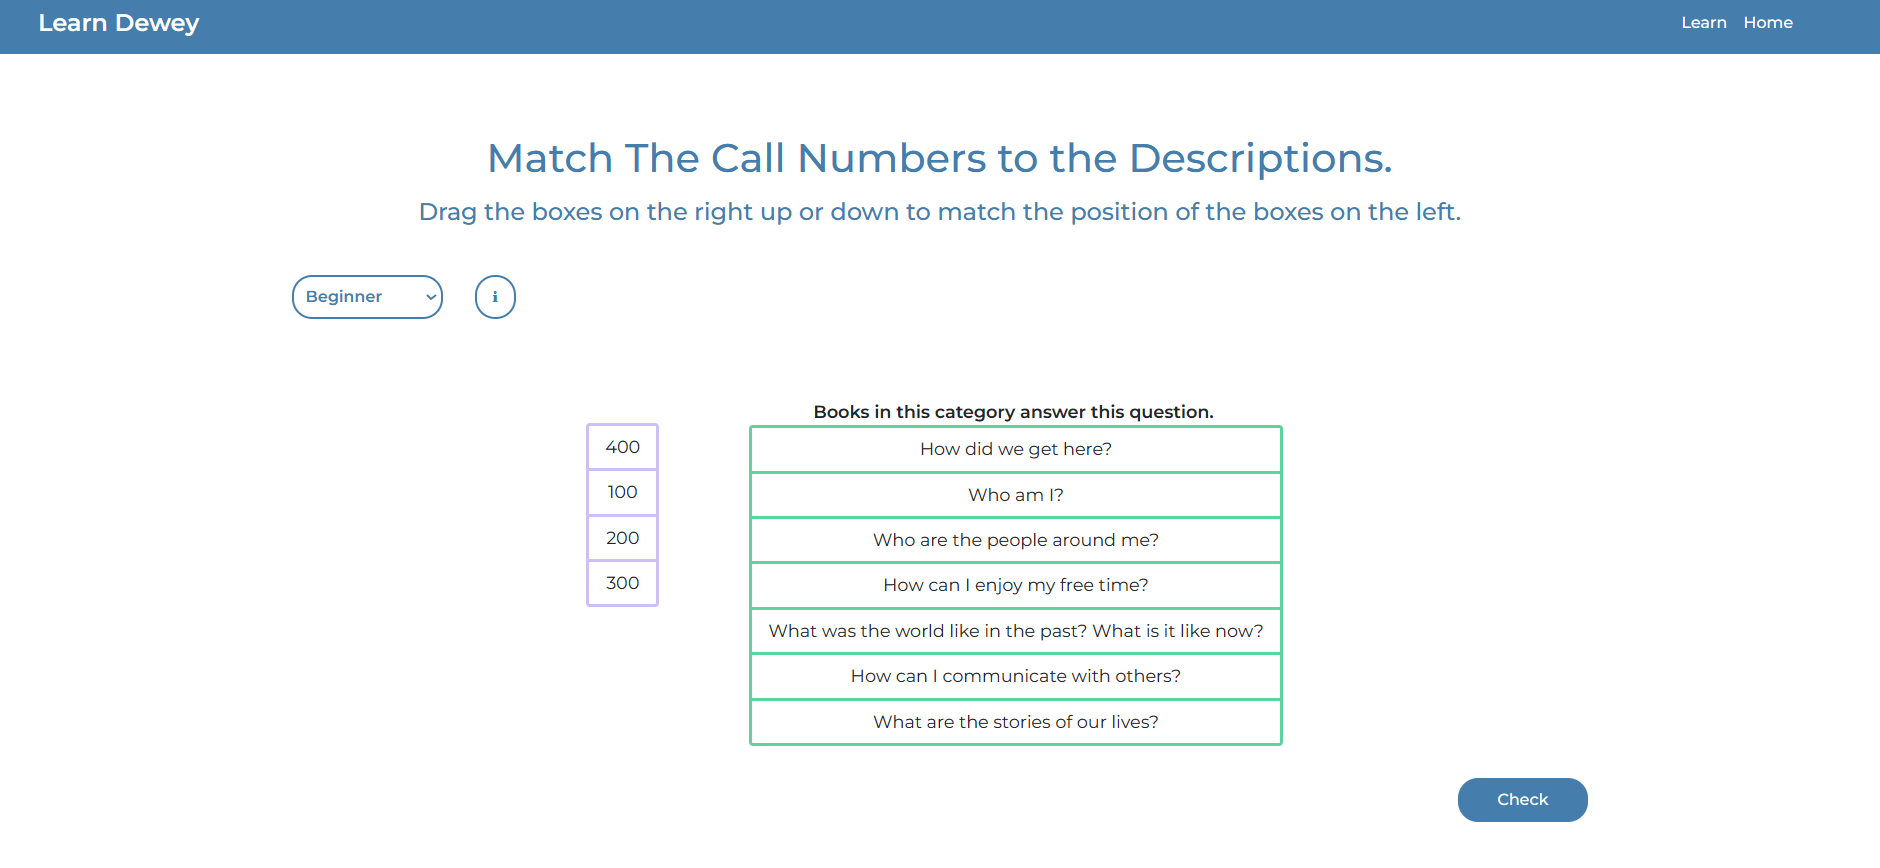 Learn Dewey
Learn Home
Match The Call Numbers to the Descriptions.
Drag the boxes on the right up or down to match the position of the boxes on the left.
Beginner
i
Books in this category answer this question.
400
How did we get here?
100
Who am I?
200
Who are the people around me?
300
How can I enjoy my free time?
What was the world like in the past? What is it like now?
How can I communicate with others?
What are the stories of our lives?
Check